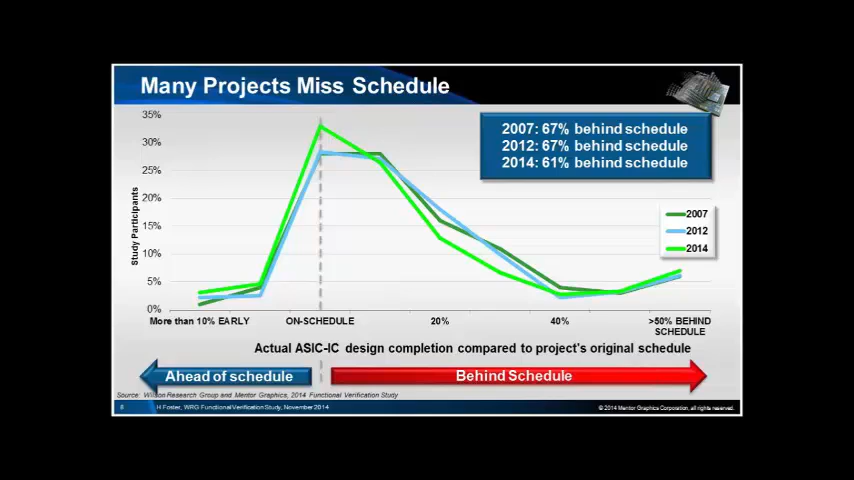 Many Projects Miss Schedule
35%
30%
25%
20%
15%
10%
5%
0%
Study Participants
2007: 67% behind schedule
2012: 67% behind schedule
2014: 61% behind schedule
2007
2012
2014
More than 10% EARLY
ON-SCHEDULE
20%
40%
>50% BEHIND
SCHEDULE
Actual ASIC-IC design completion compared to project's original schedule
Ahead of schedule
Behind Schedule
Source: Wilson Research Group and Mentor Graphics, 2014 Functional Verification Study
8 H Foster, WRG Functional Verification Study, November 2014
© 2014 Mentor Graphics Corporation, all rights reserved.